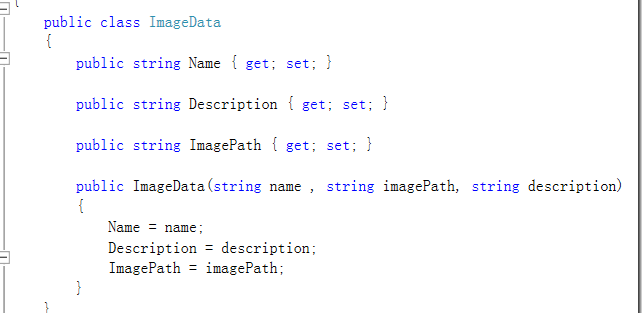 {
public class ImageData
{
public string Name { get; set; }
public string Description { get; set; }
public string ImagePath { get; set; }
public ImageData(string name , string imagePath, string description)
{
Name = name;
Description = description;
ImagePath = imagePath;
}
}